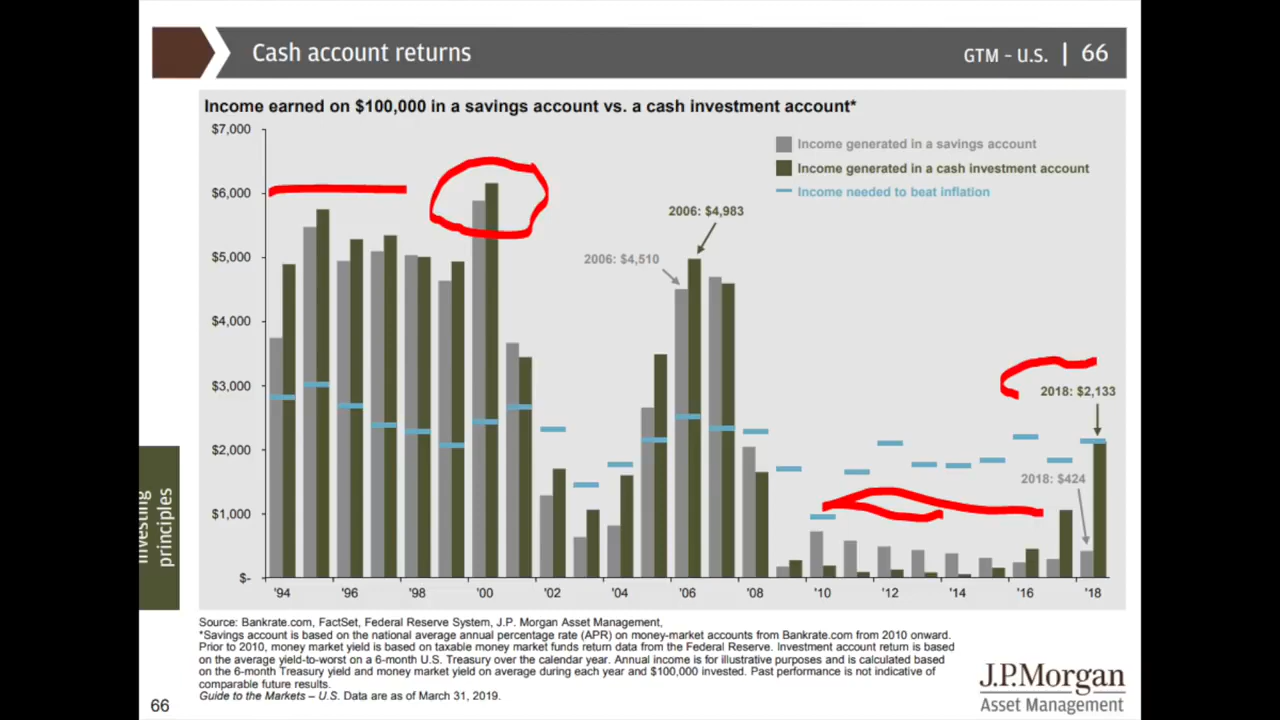 Cash account returns
GTM – U.S. | 66
Income earned on $100,000 in a savings account vs. a cash investment account*
$7,000
$6,000
$5,000
$4,000
$3,000
$2,000
$1,000
$-
Income generated in a savings account
Income generated in a cash investment account
Income needed to beat inflation
2006: $4,983
2006: $4,510
2018: $2,133
2018: $424
'94 '96 '98 '00 '02 '04 '06 '08 '10 '12 '14 '16 '18
Investing
principles
Source: Bankrate.com, FactSet, Federal Reserve System, J.P. Morgan Asset Management,
*Savings account is based on the national average annual percentage rate (APR) on money-market accounts from Bankrate.com from 2010 onward.
Prior to 2010, money market yield is based on taxable money market funds return data from the Federal Reserve. Investment account return is based
on the average yield-to-worst on a 6-month U.S. Treasury over the calendar year. Annual income is for illustrative purposes and is calculated based
on the 6-month Treasury yield and money market yield on average during each year and $100,000 invested. Past performance is not indicative of
comparable future results.
Guide to the Markets – U.S. Data are as of March 31, 2019.
66
J.P.Morgan
Asset Management